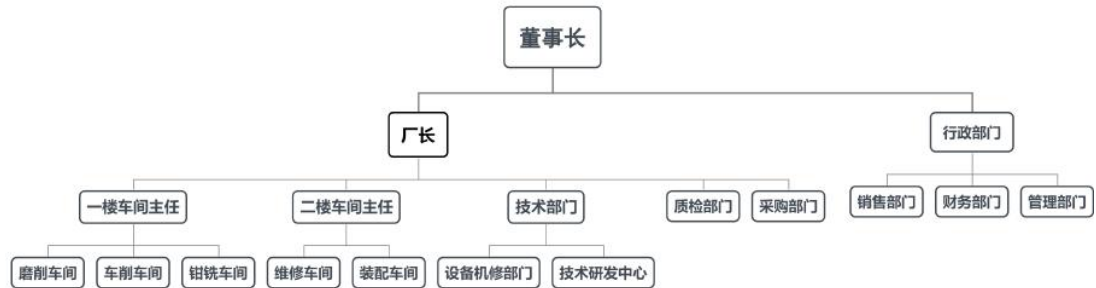 董事长
厂长
行政部门
一楼车间主任
二楼车间主任
技术部门
质检部门
采购部门
销售部门
财务部门
管理部门
磨削车间
车削车间
钳铣车间
维修车间
装配车间
设备机修部门
技术研发中心